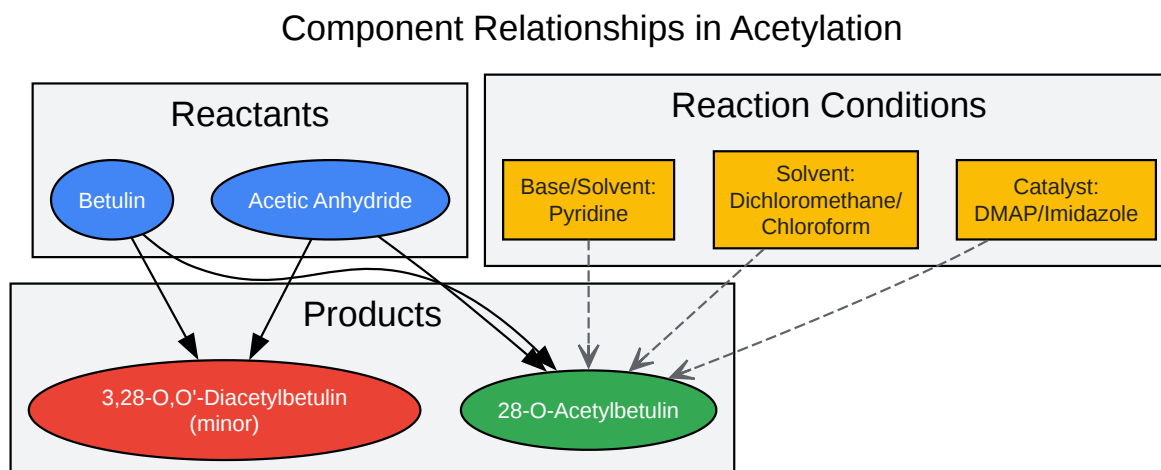 Component Relationships in Acetylation
Reactants
Reaction Conditions
Betulin
Acetic Anhydride
Base/Solvent:
Pyridine
Solvent:
Dichloromethane/
Chloroform
Catalyst:
DMAP/Imidazole
Products
3,28-O,O'-Diacetylbetulin
(minor)
28-O-Acetylbetulin